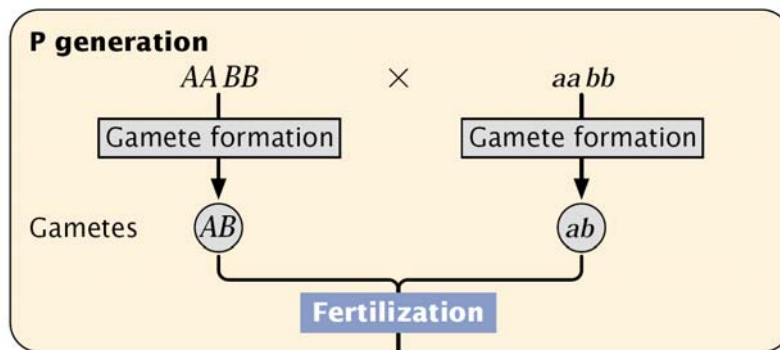 P generation
AA BB × aa bb
Gamete formation Gamete formation
Gametes AB ab
Fertilization